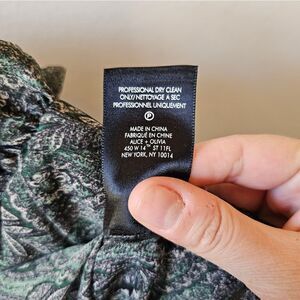 PROFESSIONAL DRY CLEAN
ONLY/NETTOYAGE A SEC
PROFESSIONNEL UNIQUEMENT
P
MADE IN CHINA
FABRIQUÉ EN CHINE
ALICE + OLIVIA
450 W 14TH ST 11FL
NEW YORK, NY 10014